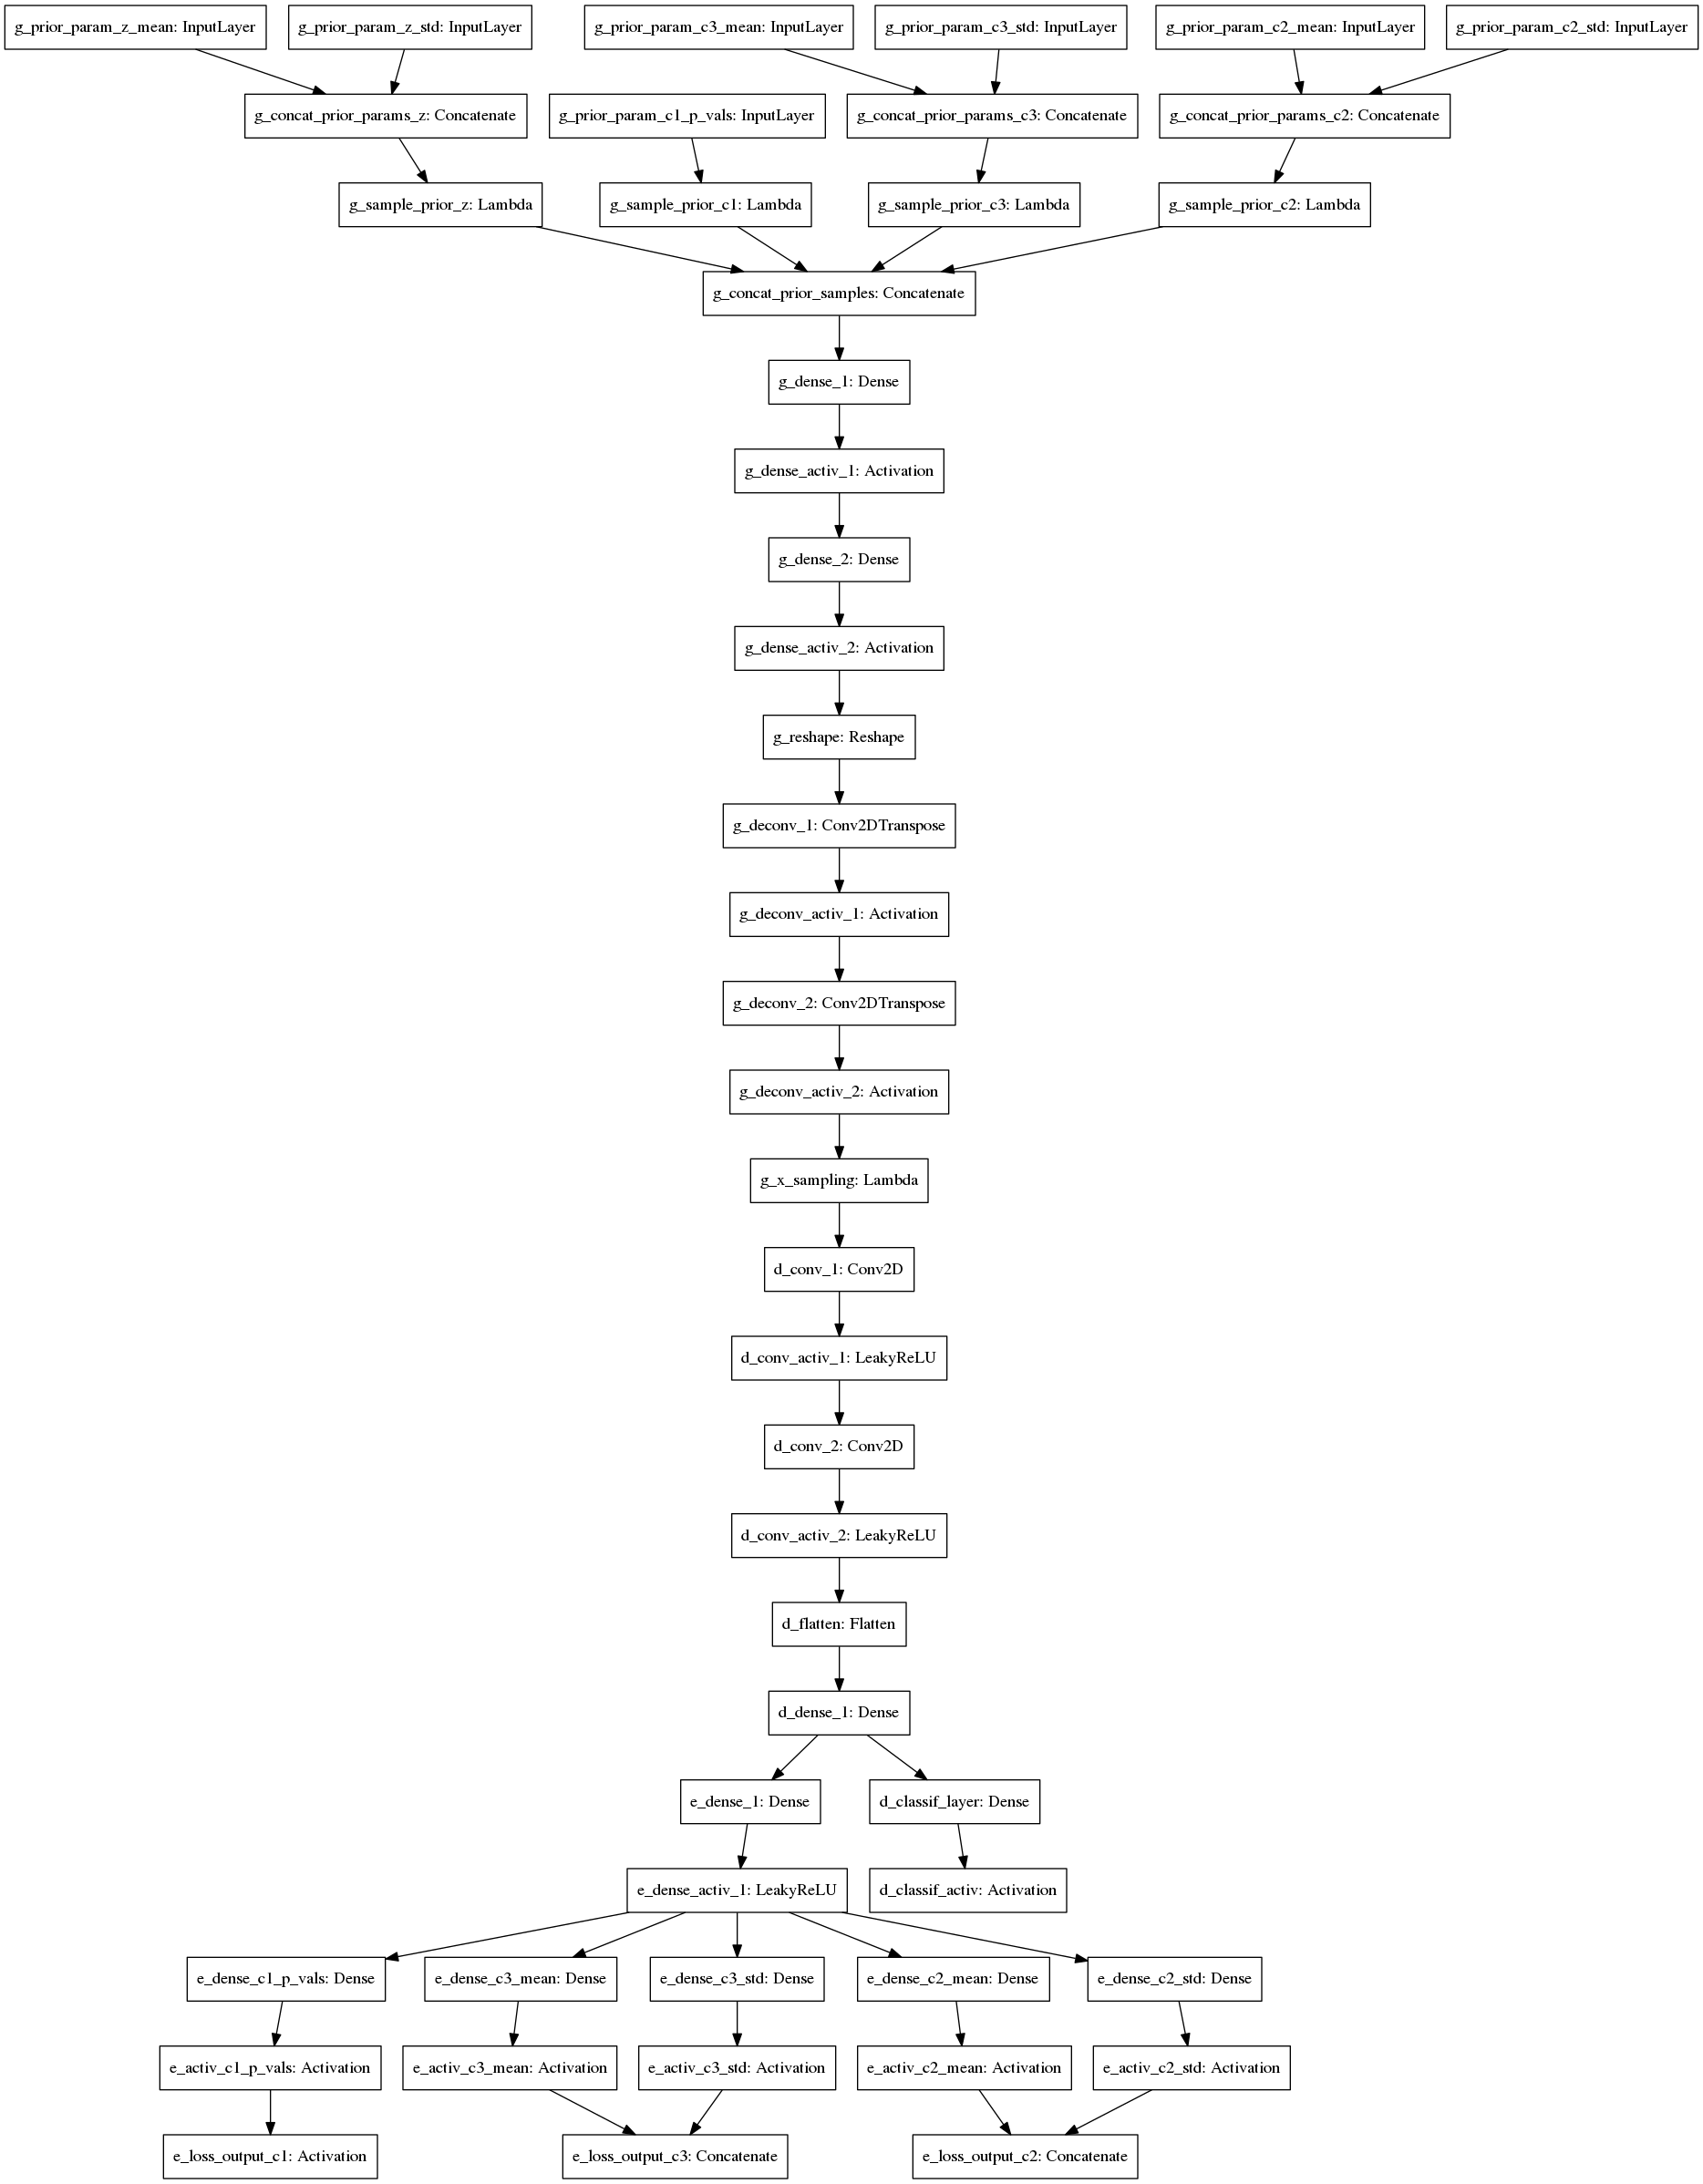 g_prior_param_z_mean: InputLayer
g_prior_param_z_std: InputLayer
g_prior_param_c3_mean: InputLayer
g_prior_param_c3_std: InputLayer
g_prior_param_c2_mean: InputLayer
g_prior_param_c2_std: InputLayer
g_concat_prior_params_z: Concatenate
g_prior_param_c1_p_vals: InputLayer
g_concat_prior_params_c3: Concatenate
g_concat_prior_params_c2: Concatenate
g_sample_prior_z: Lambda
g_sample_prior_c1: Lambda
g_sample_prior_c3: Lambda
g_sample_prior_c2: Lambda
g_concat_prior_samples: Concatenate
g_dense_1: Dense
g_dense_activ_1: Activation
g_dense_2: Dense
g_dense_activ_2: Activation
g_reshape: Reshape
g_deconv_1: Conv2DTranspose
g_deconv_activ_1: Activation
g_deconv_2: Conv2DTranspose
g_deconv_activ_2: Activation
g_x_sampling: Lambda
d_conv_1: Conv2D
d_conv_activ_1: LeakyReLU
d_conv_2: Conv2D
d_conv_activ_2: LeakyReLU
d_flatten: Flatten
d_dense_1: Dense
e_dense_1: Dense
d_classif_layer: Dense
e_dense_activ_1: LeakyReLU
d_classif_activ: Activation
e_dense_c1_p_vals: Dense
e_dense_c3_mean: Dense
e_dense_c3_std: Dense
e_dense_c2_mean: Dense
e_dense_c2_std: Dense
e_activ_c1_p_vals: Activation
e_activ_c3_mean: Activation
e_activ_c3_std: Activation
e_activ_c2_mean: Activation
e_activ_c2_std: Activation
e_loss_output_c1: Activation
e_loss_output_c3: Concatenate
e_loss_output_c2: Concatenate